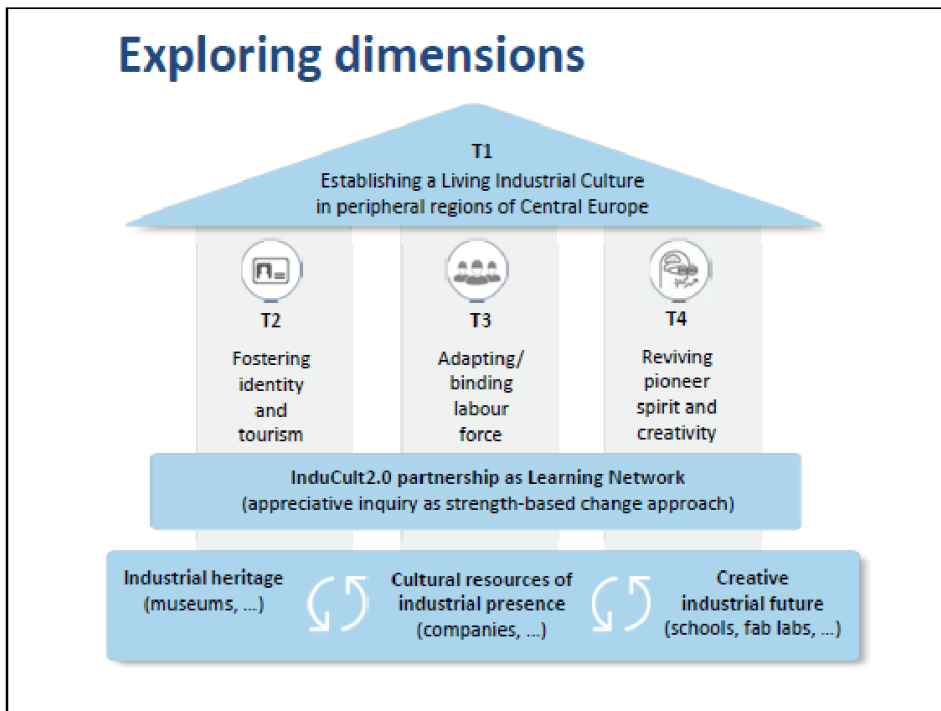 Exploring dimensions
T1
Establishing a Living Industrial Culture
in peripheral regions of Central Europe
T2
Fostering
identity
and
tourism
T3
Adapting/
binding
labour
force
T4
Reviving
pioneer
spirit and
creativity
InduCult2.0 partnership as Learning Network
(appreciative inquiry as strength-based change approach)
Industrial heritage
(museums, ...)
Cultural resources of
industrial presence
(companies, ...)
Creative
industrial future
(schools, fab labs, ...)